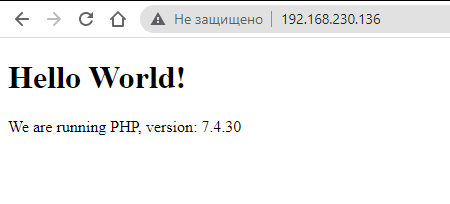 Не защищено | 192.168.230.136
Hello World!
We are running PHP, version: 7.4.30